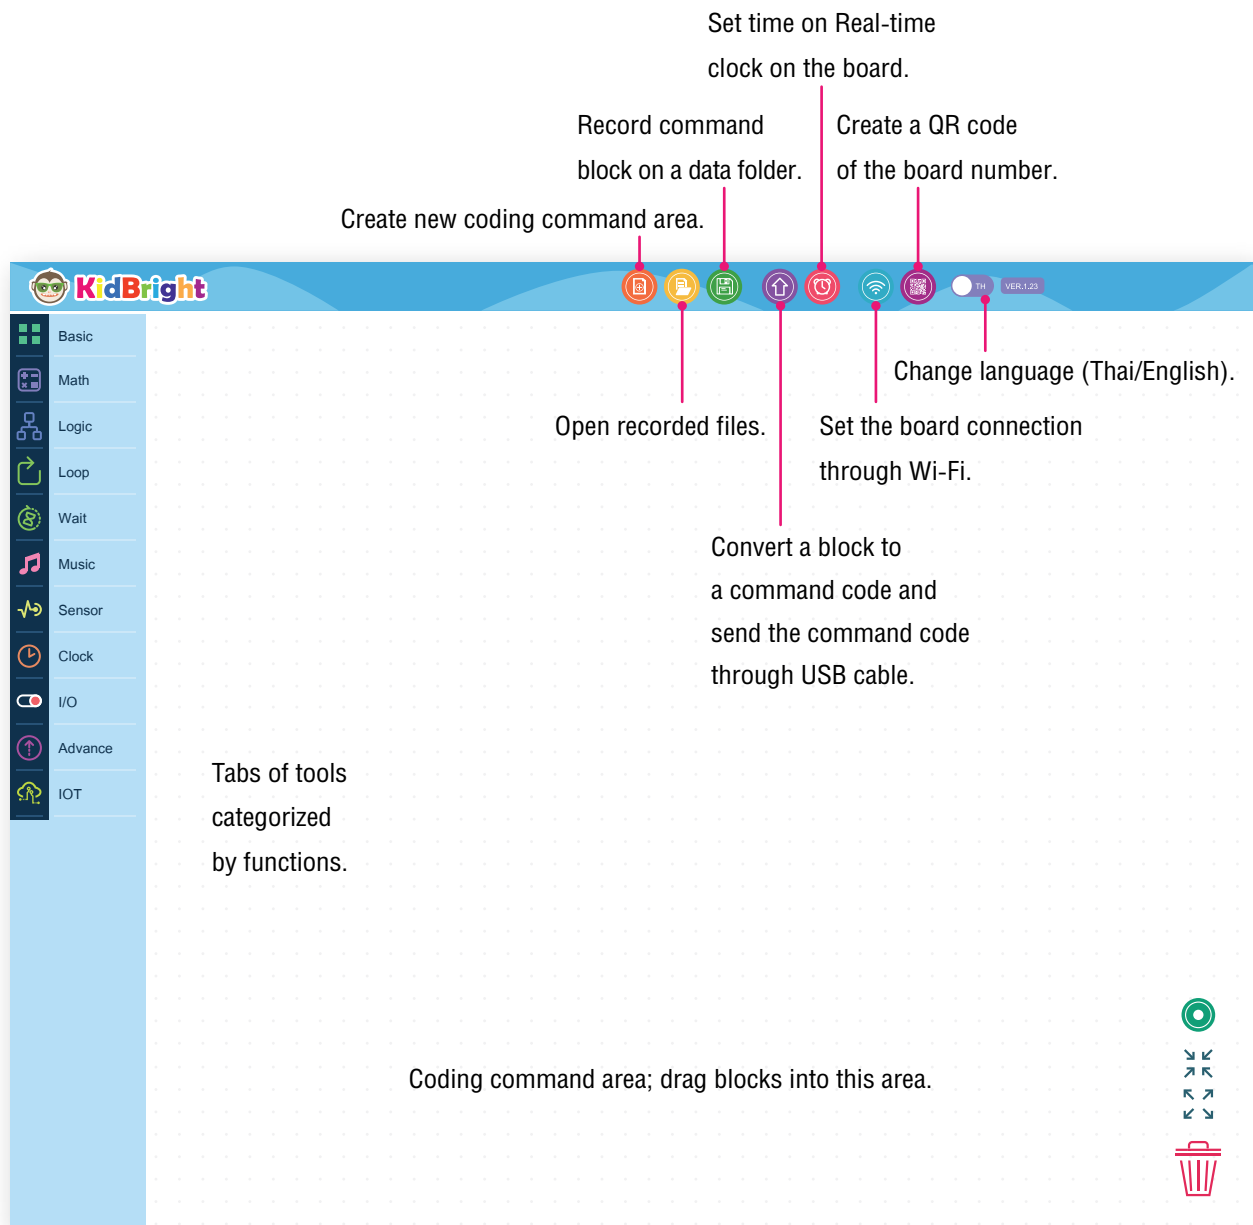 Set time on Real-time
clock on the board.
Record command
block on a data folder.
Create a QR code
of the board number.
Create new coding command area.
KidBright
TH
VER.1.23
Basic
Math
Logic
Loop
Wait
Music
Sensor
Clock
I/O
Advance
IOT
Change language (Thai/English).
Open recorded files.
Set the board connection
through Wi-Fi.
Convert a block to
a command code and
send the command code
through USB cable.
Tabs of tools
categorized
by functions.
Coding command area; drag blocks into this area.